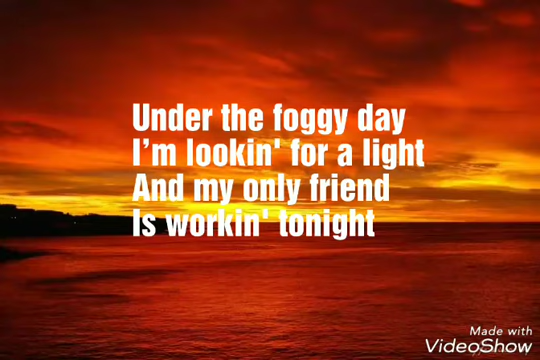 Under the foggy day
I’m lookin' for a light
And my only friend
Is workin' tonight
Made with
VideoShow